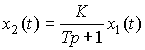 x₂(t) = K / (Tp + 1) x₁(t)